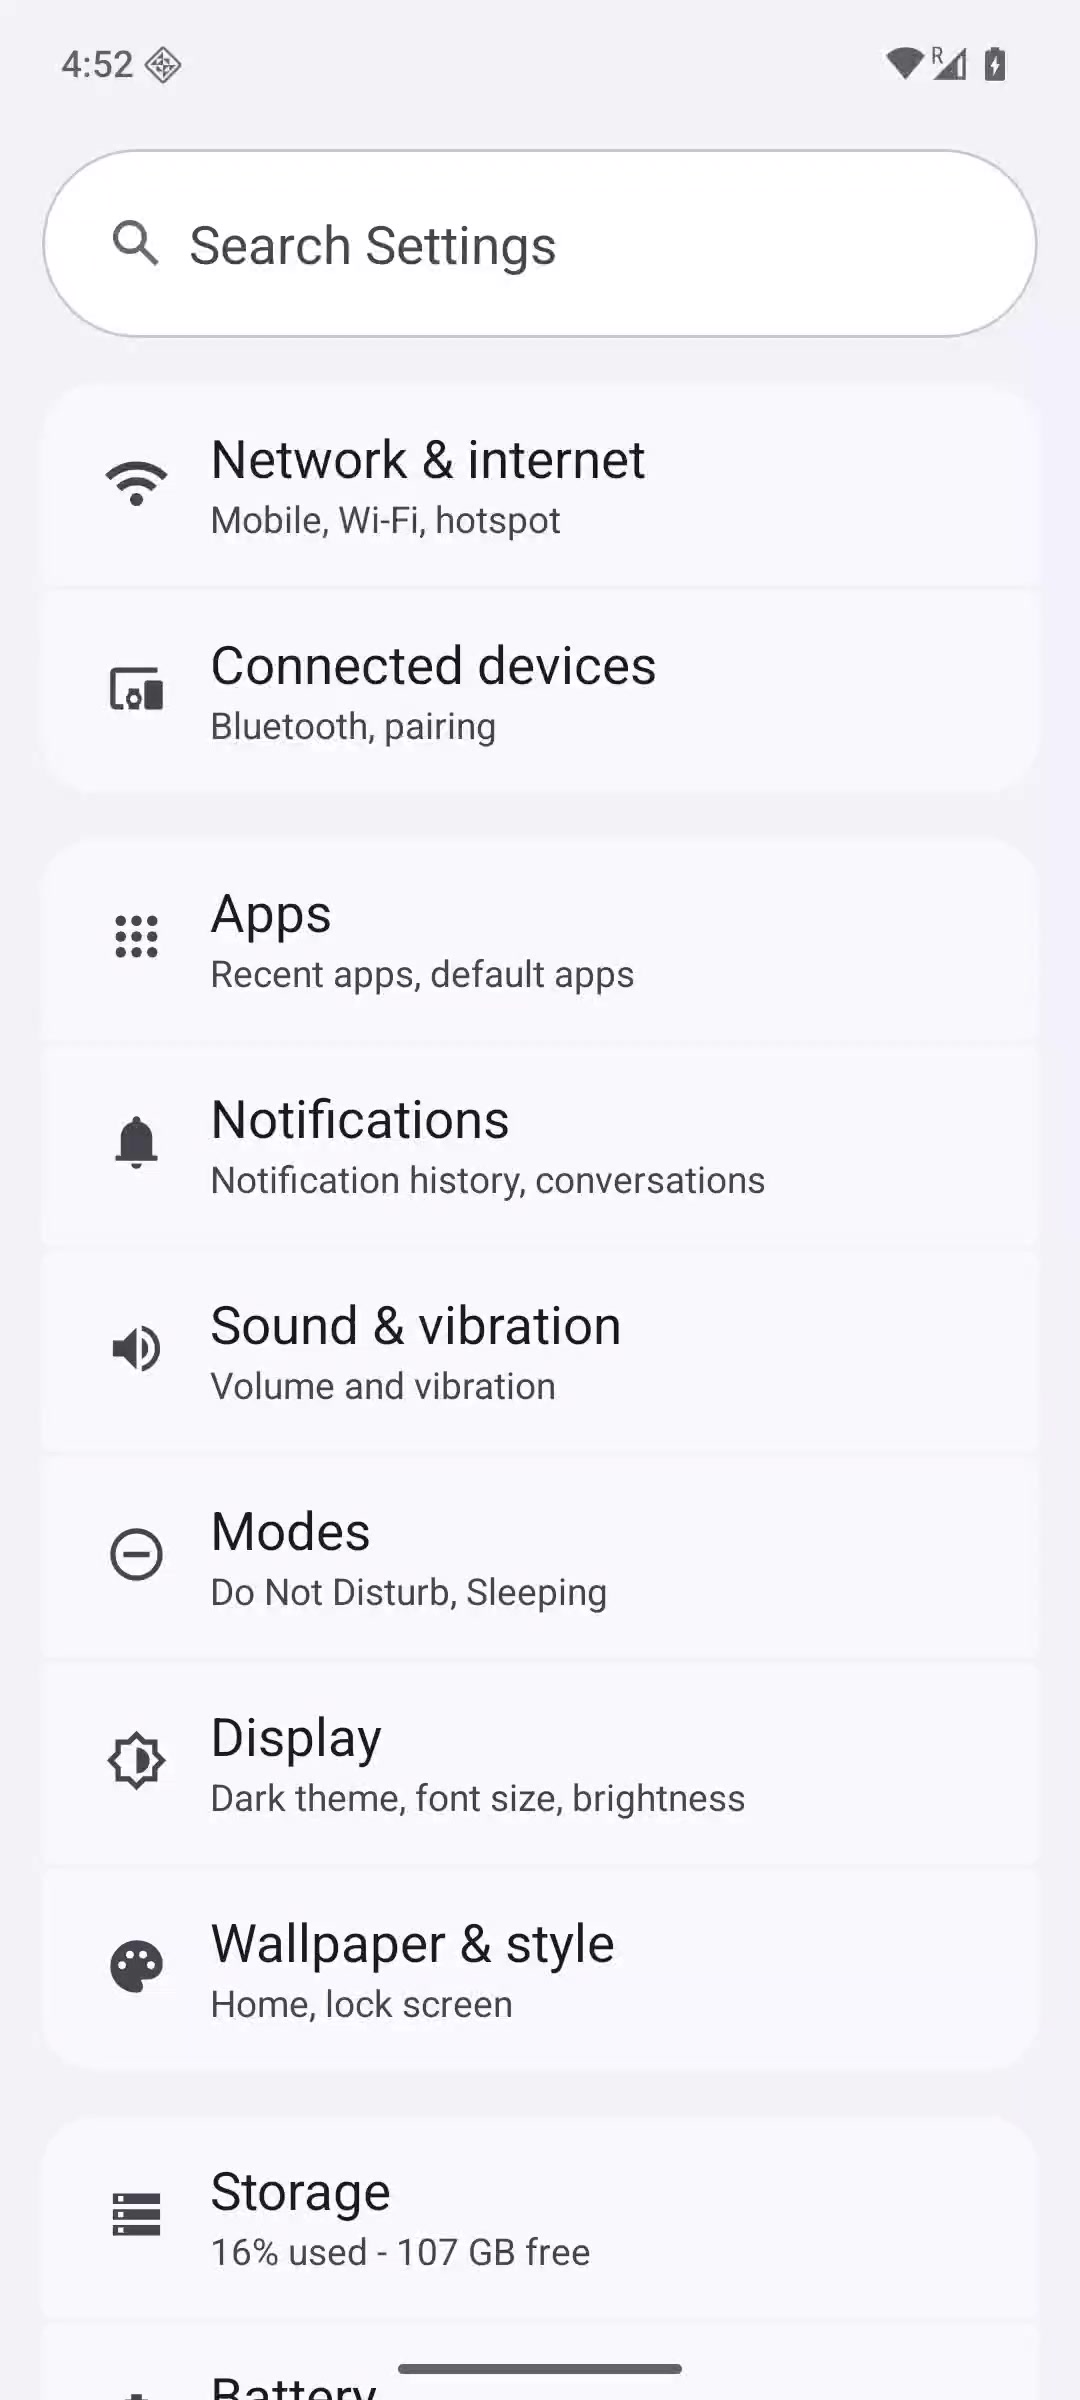 4:52
R
Search Settings
Network & internet
Mobile, Wi-Fi, hotspot
Connected devices
Bluetooth, pairing
Apps
Recent apps, default apps
Notifications
Notification history, conversations
Sound & vibration
Volume and vibration
Modes
Do Not Disturb, Sleeping
Display
Dark theme, font size, brightness
Wallpaper & style
Home, lock screen
Storage
16% used - 107 GB free
Battery